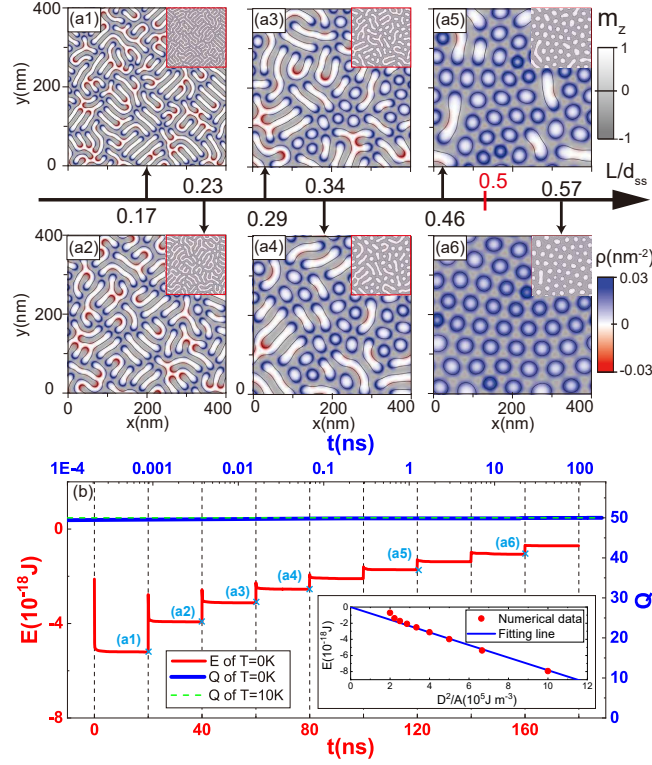 (a1)
(a3)
(a5)
m_z
400
200
0
y(nm)
1
0
-1
L/d_ss
0.17
0.23
0.29
0.34
0.46
0.5
0.57
(a2)
(a4)
(a6)
400
200
0
y(nm)
ρ(nm⁻²)
0.03
0
-0.03
0 200 400
0 200 400
0 200 400
x(nm)
x(nm)
x(nm)
t(ns)
1E-4 0.001 0.01 0.1 1 10 100
(b)
E(10⁻¹⁸J)
0
-4
-8
Q
50
40
30
20
10
0
(a1)
(a2)
(a3)
(a4)
(a5)
(a6)
E of T=0K
Q of T=0K
Q of T=10K
E(10⁻¹⁸J)
0
-2
-4
-6
-8
Numerical data
Fitting line
0 2 4 6 8 10 12
D²/A(10⁵J m⁻³)
0 40 80 120 160
t(ns)